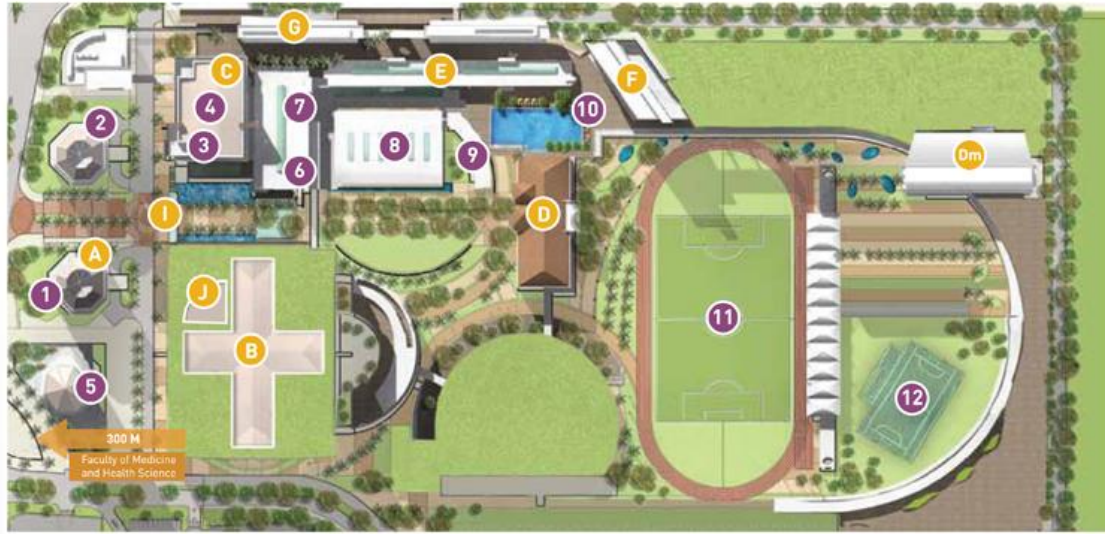 G
C
E
F
4
7
2
10
3
8
9
6
Dm
I
D
A
1
J
11
B
5
12
300 M
Faculty of Medicine
and Health Science